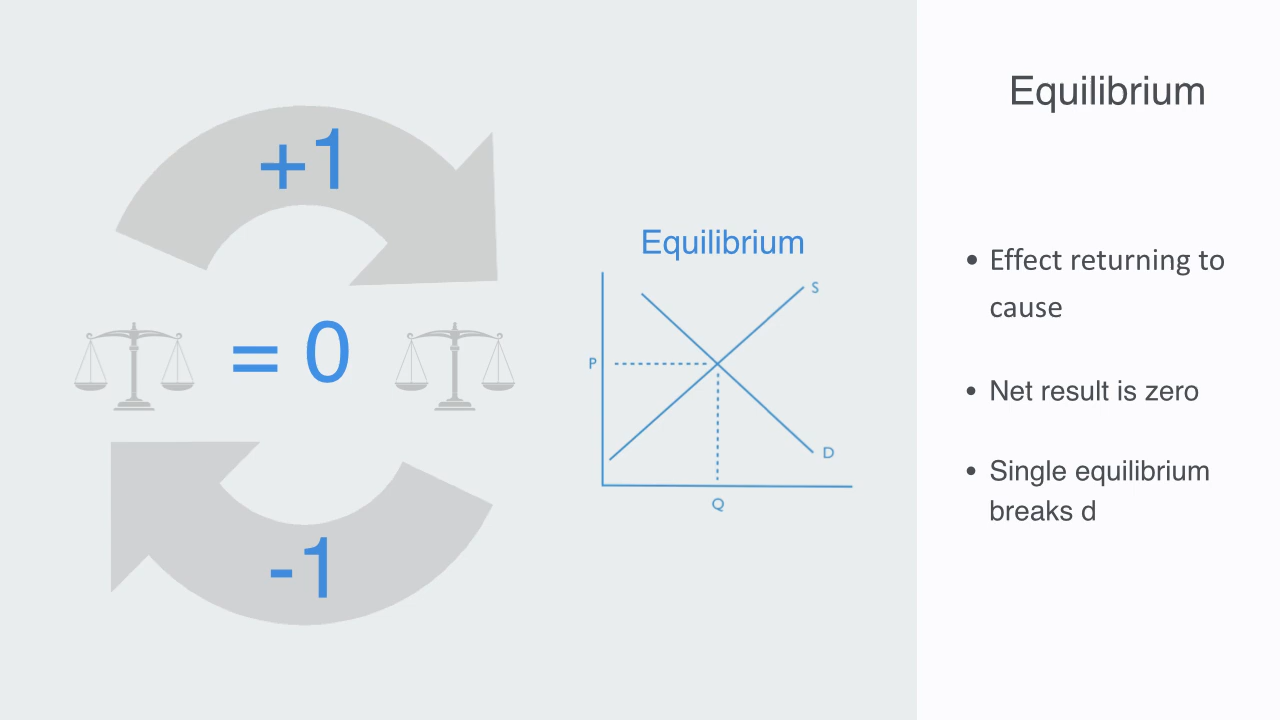 +1
= 0
-1
Equilibrium
S
P
D
Q
Equilibrium
• Effect returning to
cause
• Net result is zero
• Single equilibrium
breaks d